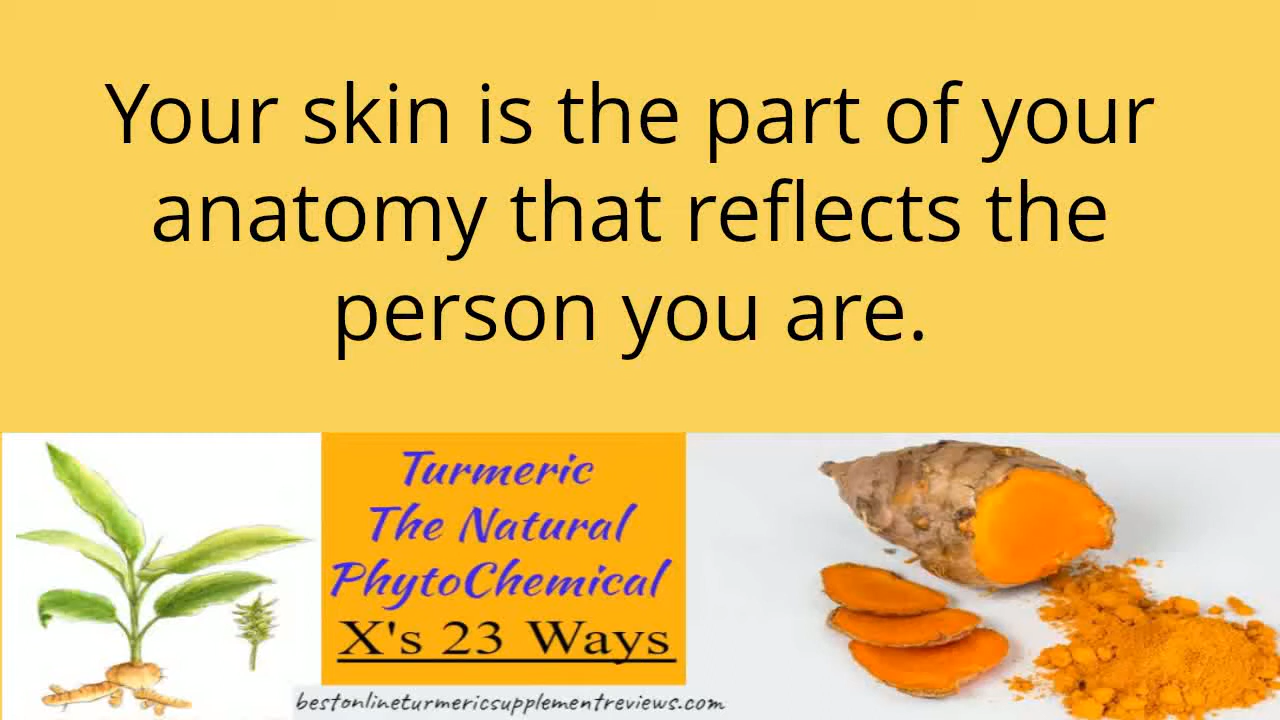 Your skin is the part of your
anatomy that reflects the
person you are.
Turmeric
The Natural
PhytoChemical
X's 23 Ways
bestonlineturmericsupplementreviews.com